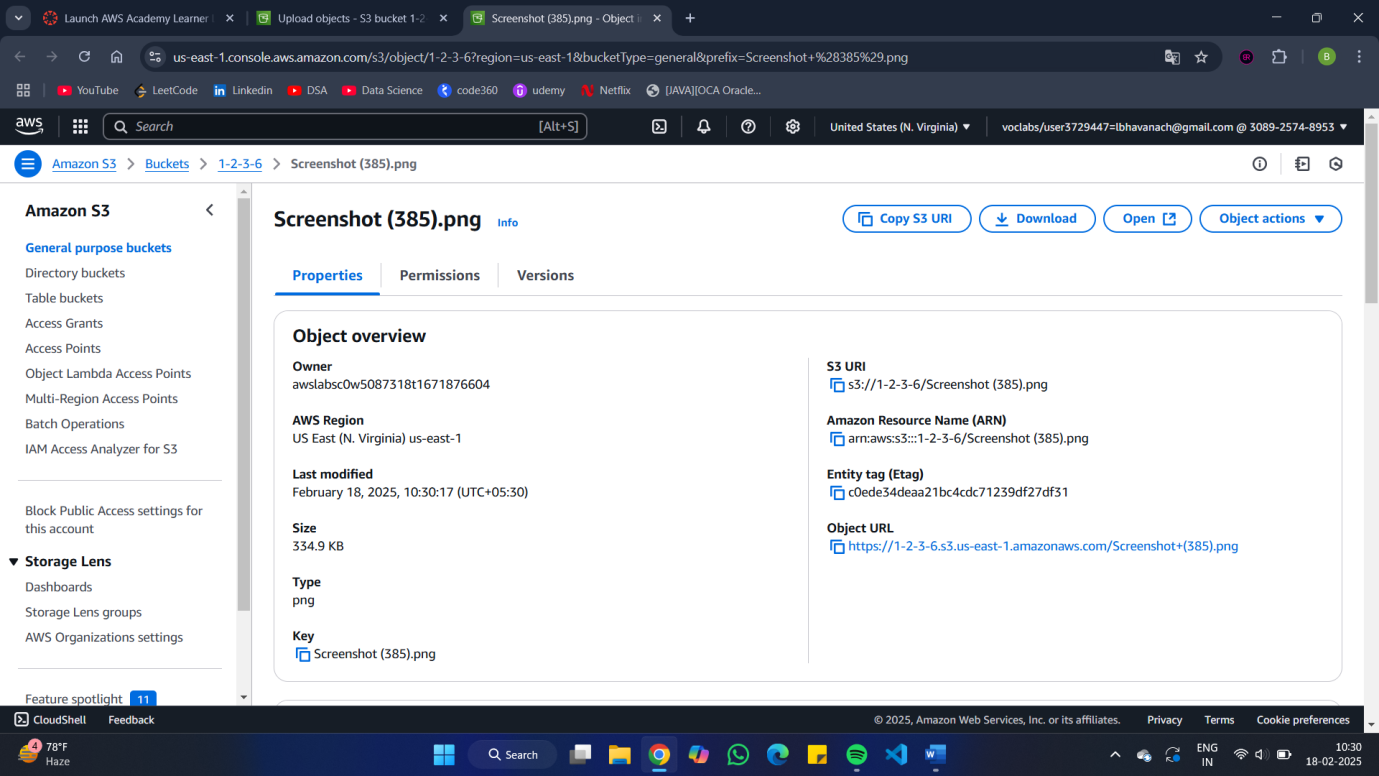 Launch AWS Academy Learner
Upload objects - S3 bucket 1-2-
Screenshot (385).png - Object i
us-east-1.console.aws.amazon.com/s3/object/1-2-3-6?region=us-east-1&bucketType=general&prefix=Screenshot+%28385%29.png
B
YouTube
LeetCode
Linkedin
DSA
Data Science
code360
udemy
Netflix
[JAVA][OCA Oracle...
aws
Search
[Alt+S]
United States (N. Virginia)
voclabs/user3729447=lbhavanach@gmail.com @ 3089-2574-8953
Amazon S3
Buckets
1-2-3-6
Screenshot (385).png
Amazon S3
General purpose buckets
Directory buckets
Table buckets
Access Grants
Access Points
Object Lambda Access Points
Multi-Region Access Points
Batch Operations
IAM Access Analyzer for S3
Block Public Access settings for
this account
Storage Lens
Dashboards
Storage Lens groups
AWS Organizations settings
Feature spotlight 11
Screenshot (385).png Info
Copy S3 URI
Download
Open
Object actions
Properties
Permissions
Versions
Object overview
Owner
awslabsc0w5087318t1671876604
AWS Region
US East (N. Virginia) us-east-1
Last modified
February 18, 2025, 10:30:17 (UTC+05:30)
Size
334.9 KB
Type
png
Key
Screenshot (385).png
S3 URI
s3://1-2-3-6/Screenshot (385).png
Amazon Resource Name (ARN)
arn:aws:s3:::1-2-3-6/Screenshot (385).png
Entity tag (Etag)
c0ede34deaa21bc4cdc71239df27df31
Object URL
https://1-2-3-6.s3.us-east-1.amazonaws.com/Screenshot+(385).png
CloudShell
Feedback
© 2025, Amazon Web Services, Inc. or its affiliates.
Privacy
Terms
Cookie preferences
4
78°F
Haze
Search
ENG
IN
10:30
18-02-2025